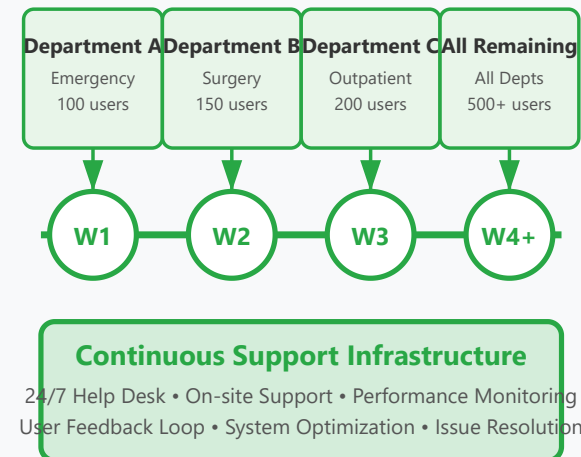 Department A Department B Department C All Remaining
Emergency Surgery Outpatient All Depts
100 users 150 users 200 users 500+ users
W1 W2 W3 W4+
Continuous Support Infrastructure
24/7 Help Desk • On-site Support • Performance Monitoring
User Feedback Loop • System Optimization • Issue Resolution